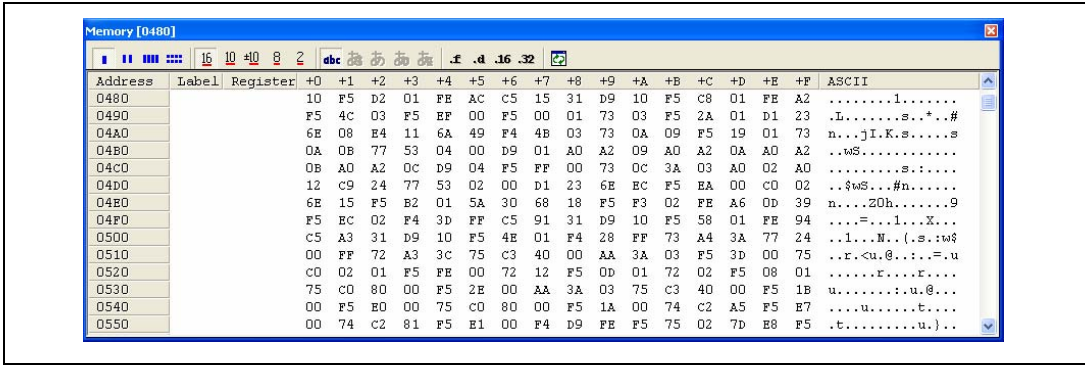 Memory [0480]
16 10 ±10 8 2 abc あ あ あ あ .f .d .16 .32
Address Label Register +0 +1 +2 +3 +4 +5 +6 +7 +8 +9 +A +B +C +D +E +F ASCII
0480 10 F5 D2 01 FE AC C5 15 31 D9 10 F5 C8 01 FE A2 ........1.......
0490 F5 4C 03 F5 EF 00 F5 00 01 73 03 F5 2A 01 D1 23 .L.......s..*..#
04A0 6E 08 E4 11 6A 49 F4 4B 03 73 0A 09 F5 19 01 73 n...jI.K.s.....s
04B0 0A 0B 77 53 04 00 D9 01 A0 A2 09 A0 A2 0A A0 A2 ..wS............
04C0 0B A0 A2 0C D9 04 F5 FF 00 73 0C 3A 03 A0 02 A0 .........s.:....
04D0 12 C9 24 77 53 02 00 D1 23 6E EC F5 EA 00 C0 02 ..$wS...#n......
04E0 6E 15 F5 B2 01 5A 30 68 18 F5 F3 02 FE A6 0D 39 n....Z0h.......9
04F0 F5 EC 02 F4 3D FF C5 91 31 D9 10 F5 58 01 FE 94 ....=...1...X...
0500 C5 A3 31 D9 10 F5 4E 01 F4 28 FF 73 A4 3A 77 24 ..1...N..(.s.:w$
0510 00 FF 72 A3 3C 75 C3 40 00 AA 3A 03 F5 3D 00 75 ..r.<u.@..:..=.u
0520 C0 02 01 F5 FE 00 72 12 F5 0D 01 72 02 F5 08 01 ......r....r....
0530 75 C0 80 00 F5 2E 00 AA 3A 03 75 C3 40 00 F5 1B u.......:.u.@...
0540 00 F5 E0 00 75 C0 80 00 F5 1A 00 74 C2 A5 F5 E7 ....u......t....
0550 00 74 C2 81 F5 E1 00 F4 D9 FE F5 75 02 7D E8 F5 .t.........u.}..